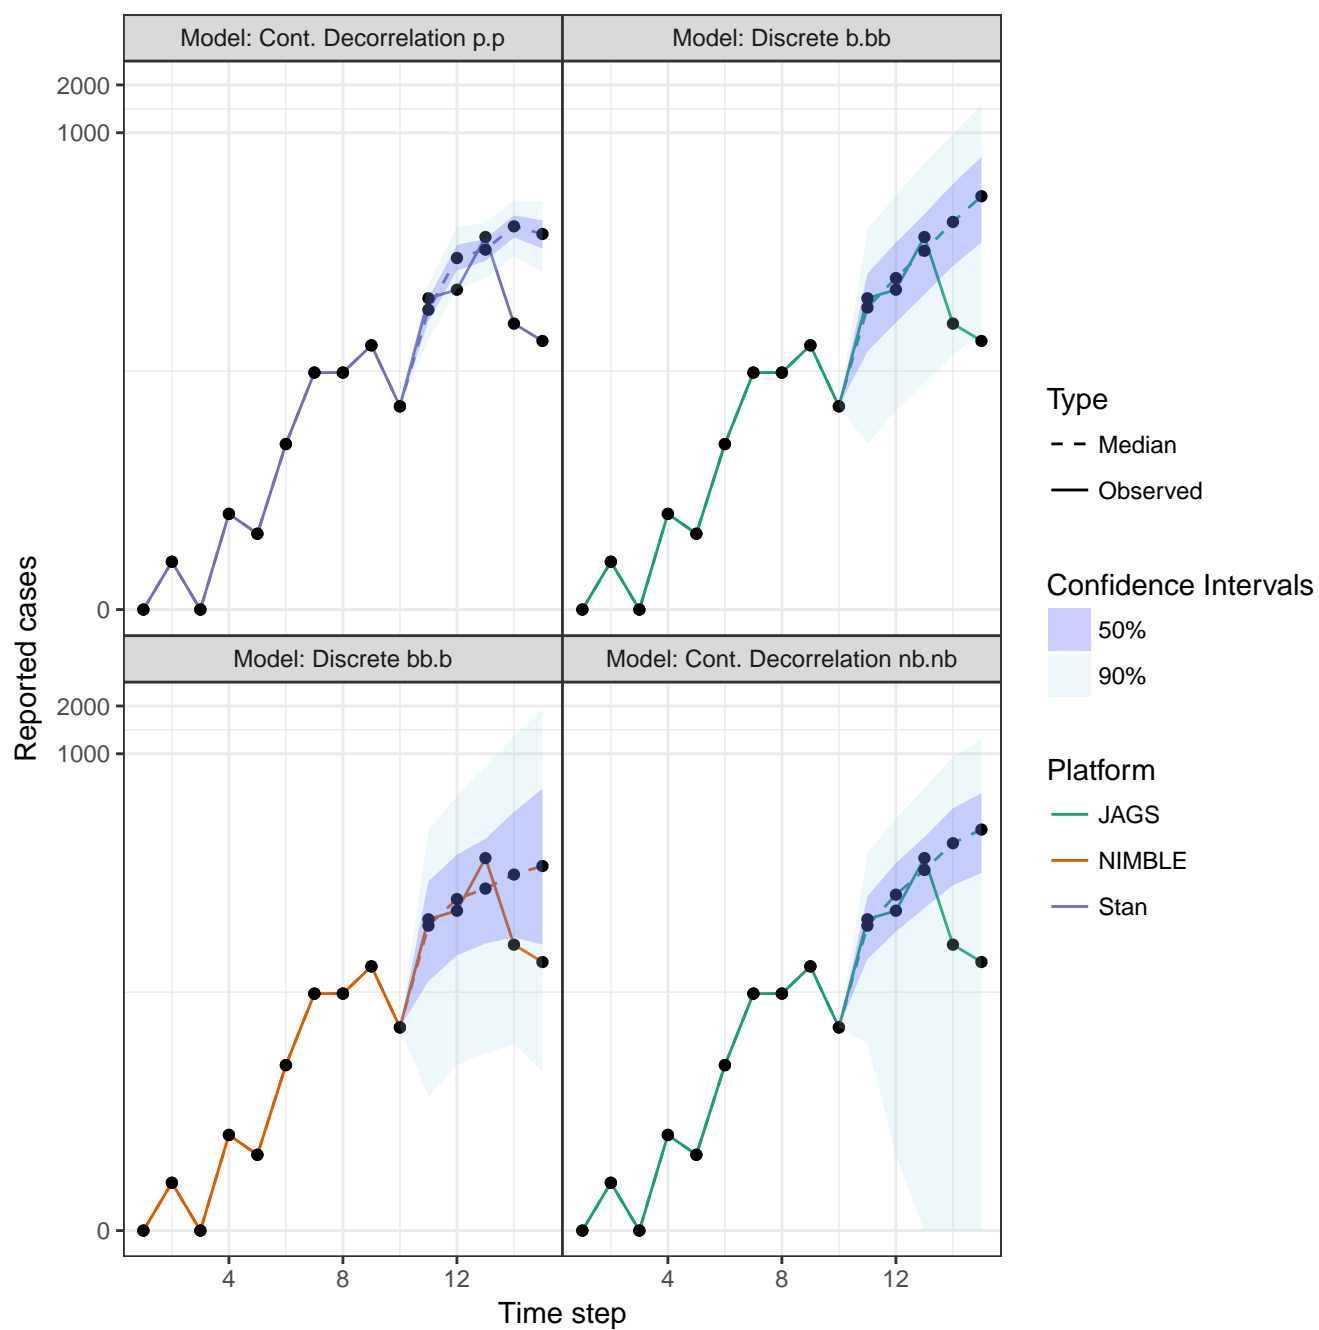 Model: Cont. Decorrelation p.p
Model: Discrete b.bb
2000
1000
0
Model: Discrete bb.b
Model: Cont. Decorrelation nb.nb
2000
1000
0
4
8
12
4
8
12
Time step
Reported cases
Type
Median
Observed
Confidence Intervals
50%
90%
Platform
JAGS
NIMBLE
Stan